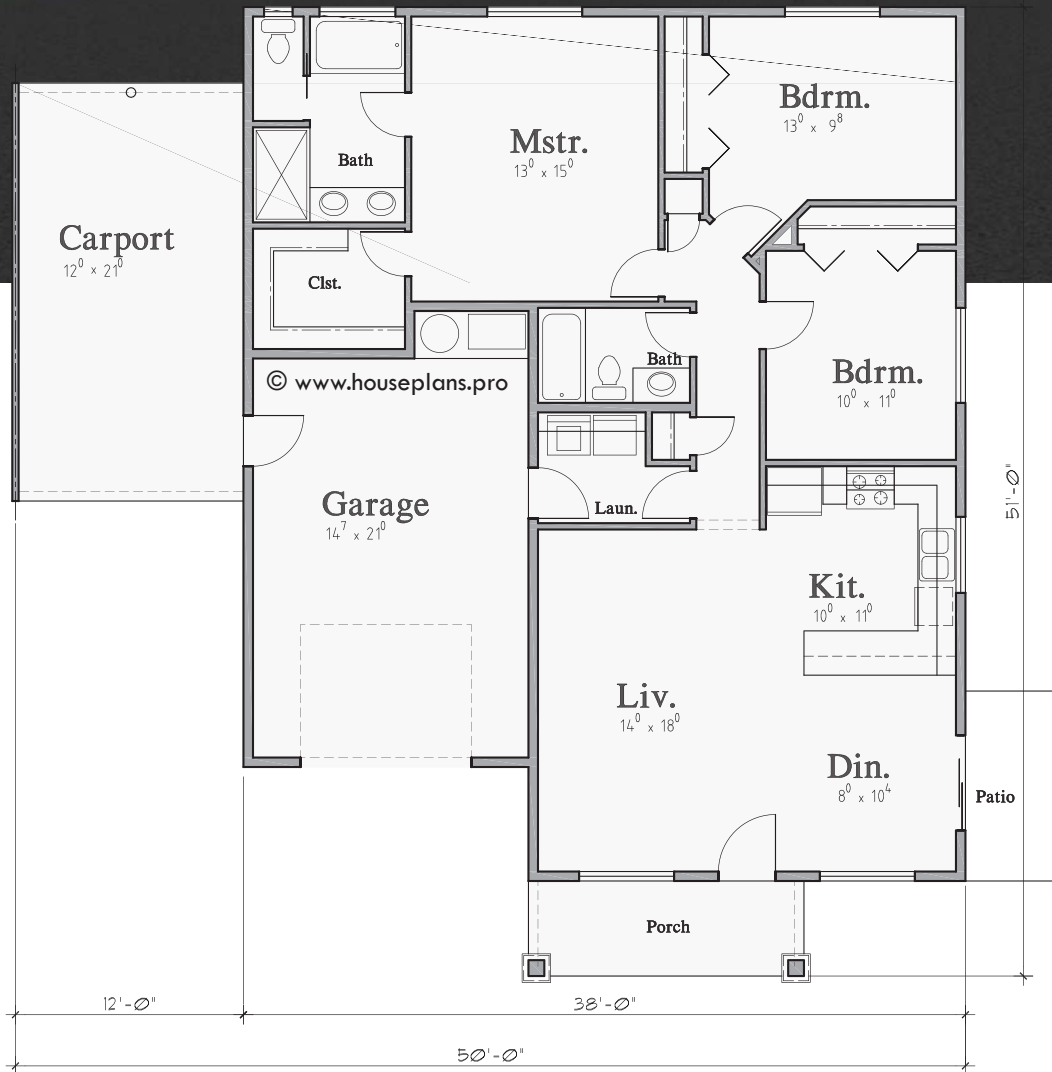 Bdrm.
13⁰ x 9⁸
Mstr.
13⁰ x 15⁰
Bath
Carport
12⁰ x 21⁰
Clst.
Bath
Bdrm.
10⁰ x 11⁰
© www.houseplans.pro
Garage
14⁷ x 21⁰
Laun.
51'-0"
Kit.
10⁰ x 11⁰
Liv.
14⁰ x 18⁰
Din.
8⁰ x 10⁴
Patio
Porch
12'-0"
38'-0"
50'-0"